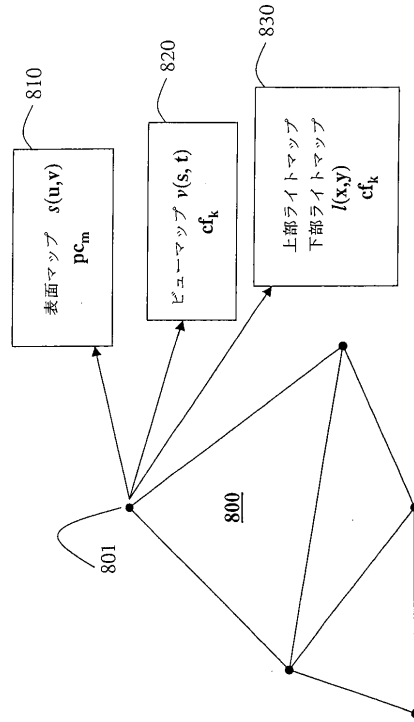 810
表面マップ s(u,v)
pc_m
820
ビューマップ v(s, t)
cf_k
830
上部ライトマップ
下部ライトマップ
l(x,y)
cf_k
801
800